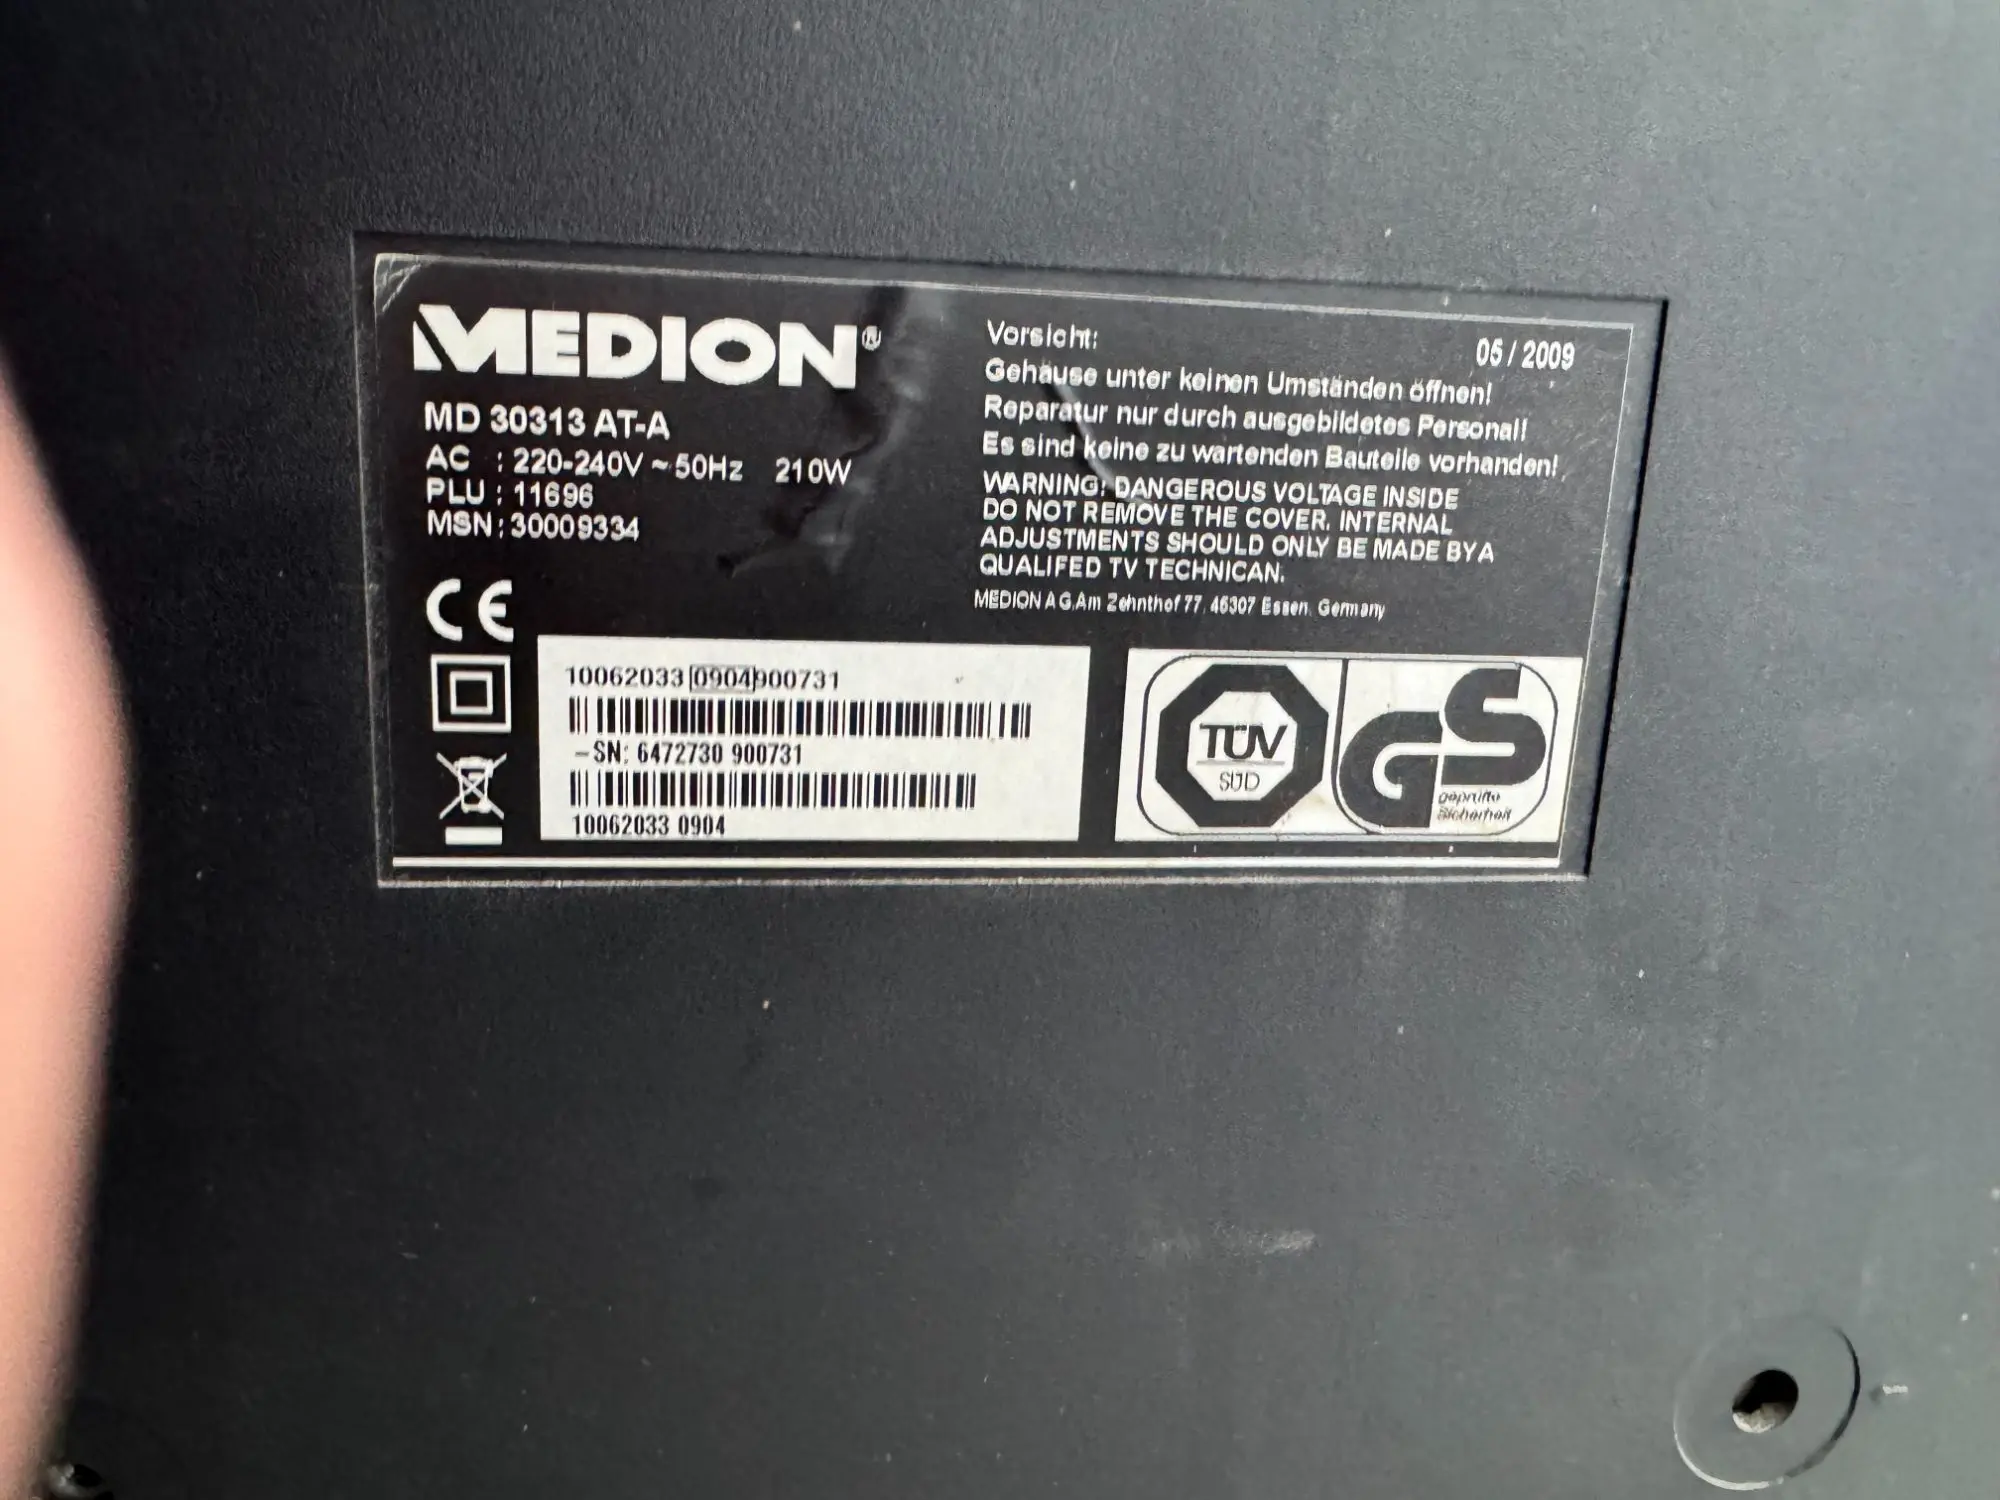 MEDION®
MD 30313 AT-A
AC : 220-240V ~ 50Hz 210W
PLU : 11696
MSN : 30009334
CE
10062033 0904 900731
-SN: 6472730 900731
10062033 0904
Vorsicht:
05 / 2009
Gehäuse unter keinen Umständen öffnen!
Reparatur nur durch ausgebildetes Personal!
Es sind keine zu wartenden Bauteile vorhanden!
WARNING! DANGEROUS VOLTAGE INSIDE
DO NOT REMOVE THE COVER. INTERNAL
ADJUSTMENTS SHOULD ONLY BE MADE BY A
QUALIFED TV TECHNICAN.
MEDION AG, Am Zehnthof 77, 45307 Essen, Germany
TÜV
SÜD
GS
geprüfte
Sicherheit